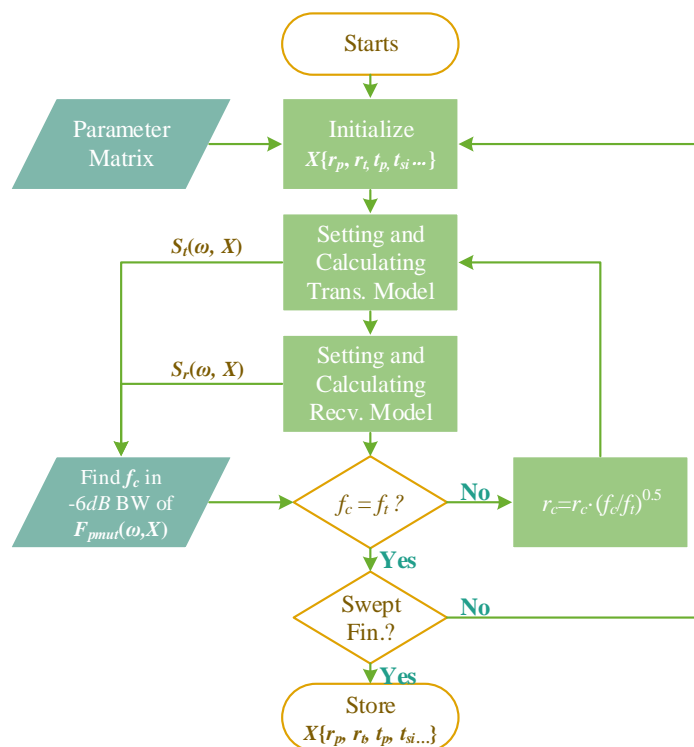 Starts
Parameter
Matrix
Initialize
X{rp, rt, tp, tsi...}
St(ω, X)
Setting and
Calculating
Trans. Model
Sr(ω, X)
Setting and
Calculating
Recv. Model
Find fc in
-6dB BW of
Fpmut(ω,X)
fc = ft ?
No
rc=rc·(fc/ft)0.5
Yes
Swept
Fin.?
No
Yes
Store
X{rp, rt, tp, tsi...}